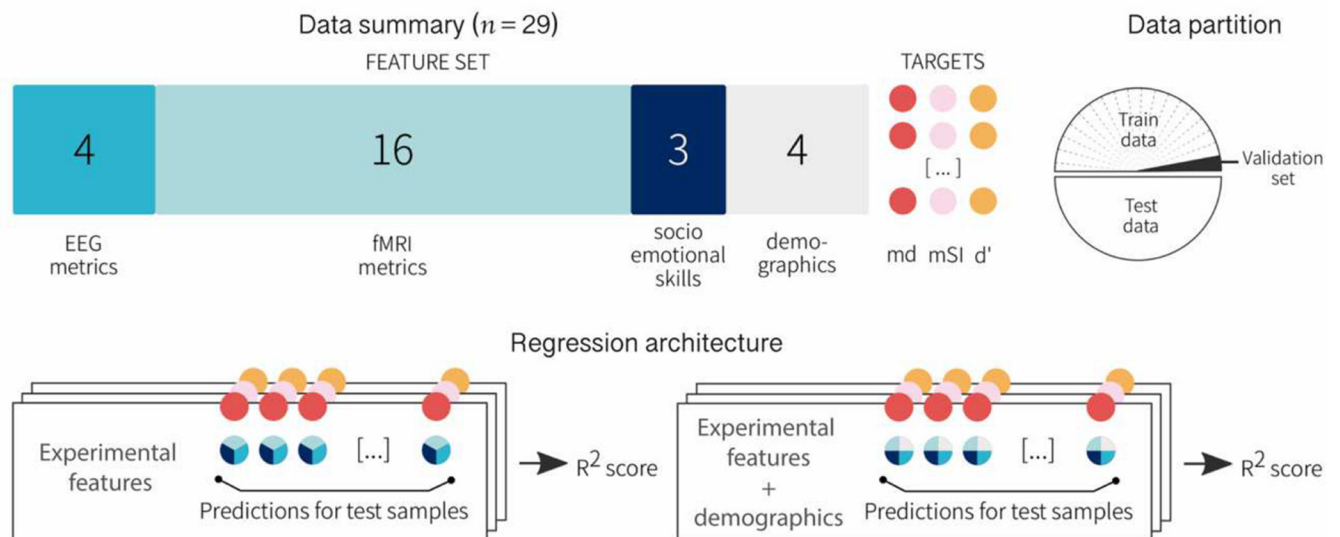 Data summary (n = 29)
Data partition
FEATURE SET
TARGETS
4
16
3
4
Train
data
Validation
set
[...]
Test
data
EEG
metrics
fMRI
metrics
socio
emotional
skills
demo-
graphics
md mSI d'
Regression architecture
Experimental
features
[...]
Predictions for test samples
R² score
Experimental
features
+
demographics
[...]
Predictions for test samples
R² score